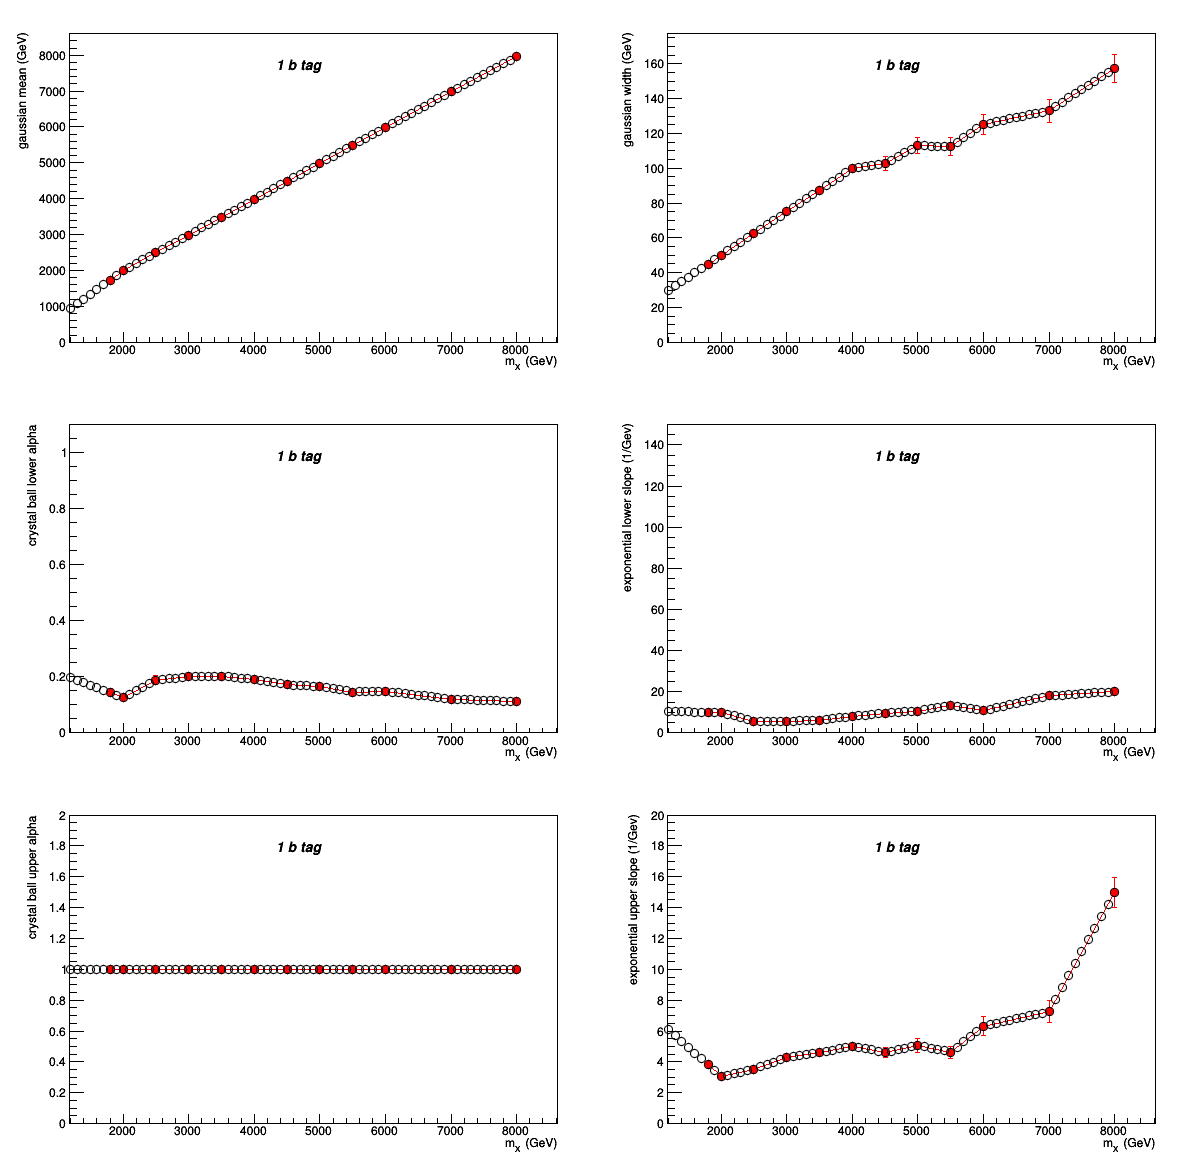 gaussian mean (GeV)
1 b tag
8000
7000
6000
5000
4000
3000
2000
1000
0
2000 3000 4000 5000 6000 7000 8000
m_x (GeV)
gaussian width (GeV)
1 b tag
160
140
120
100
80
60
40
20
0
2000 3000 4000 5000 6000 7000 8000
m_x (GeV)
crystal ball lower alpha
1 b tag
1
0.8
0.6
0.4
0.2
0
2000 3000 4000 5000 6000 7000 8000
m_x (GeV)
exponential lower slope (1/Gev)
1 b tag
140
120
100
80
60
40
20
0
2000 3000 4000 5000 6000 7000 8000
m_x (GeV)
crystal ball upper alpha
1 b tag
2
1.8
1.6
1.4
1.2
1
0.8
0.6
0.4
0.2
0
2000 3000 4000 5000 6000 7000 8000
m_x (GeV)
exponential upper slope (1/Gev)
1 b tag
20
18
16
14
12
10
8
6
4
2
0
2000 3000 4000 5000 6000 7000 8000
m_x (GeV)